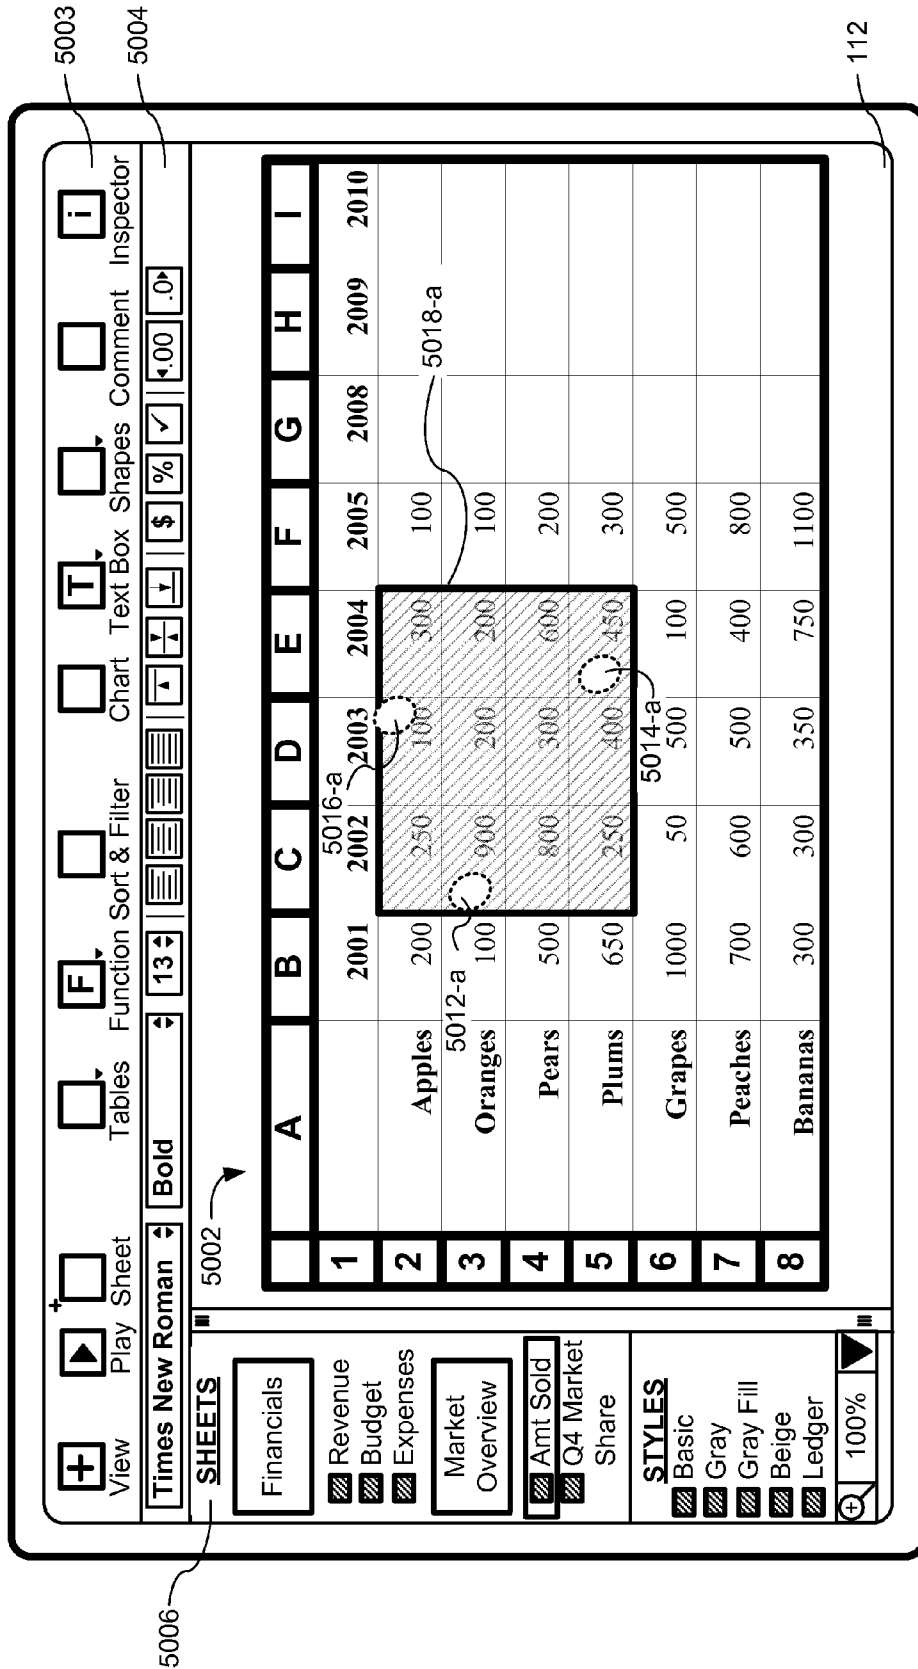 5003
5004
View Play Sheet Tables Function Sort & Filter Chart Text Box Shapes Comment Inspector
+ + F T i
Times New Roman Bold 13 $ % ✓ .00 .0
5006
SHEETS
Financials
Revenue
Budget
Expenses
Market
Overview
Amt Sold
Q4 Market
Share
STYLES
Basic
Gray
Gray Fill
Beige
Ledger
100%
5002
A B C D E F G H I
1 2001 2002 2003 2004 2005 2008 2009 2010
2 Apples 200 250 100 300 100
3 Oranges 100 900 200 200 100
4 Pears 500 800 300 600 200
5 Plums 650 250 400 450 300
6 Grapes 1000 50 500 100 500
7 Peaches 700 600 500 400 800
8 Bananas 300 300 350 750 1100
5012-a
5016-a
5014-a
5018-a
112